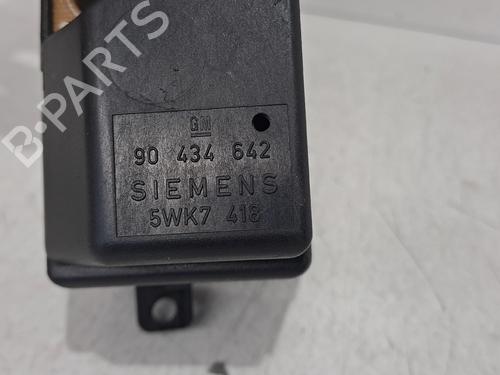 B-PARTS
GM
90 434 642
SIEMENS
5WK7 418